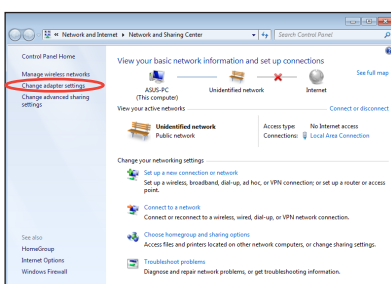 Network and Internet ▸ Network and Sharing Center
Search Control Panel
Control Panel Home
Manage wireless networks
Change adapter settings
Change advanced sharing
settings
See also
HomeGroup
Internet Options
Windows Firewall
View your basic network information and set up connections
See full map
ASUS-PC
(This computer)
Unidentified network
Internet
View your active networks
Connect or disconnect
Unidentified network
Public network
Access type: No Internet access
Connections: Local Area Connection
Change your networking settings
Set up a new connection or network
Set up a wireless, broadband, dial-up, ad hoc, or VPN connection; or set up a router or access
point.
Connect to a network
Connect or reconnect to a wireless, wired, dial-up, or VPN network connection.
Choose homegroup and sharing options
Access files and printers located on other network computers, or change sharing settings.
Troubleshoot problems
Diagnose and repair network problems, or get troubleshooting information.